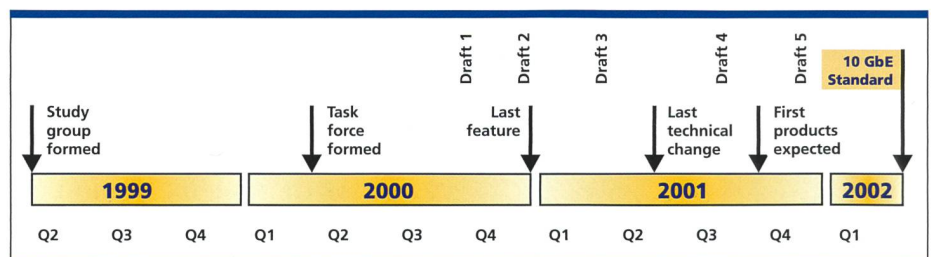 Draft 1
Draft 2
Draft 3
Draft 4
Draft 5
10 GbE
Standard
Study
group
formed
Task
force
formed
Last
feature
Last
technical
change
First
products
expected
1999
2000
2001
2002
Q2 Q3 Q4 Q1 Q2 Q3 Q4 Q1 Q2 Q3 Q4 Q1